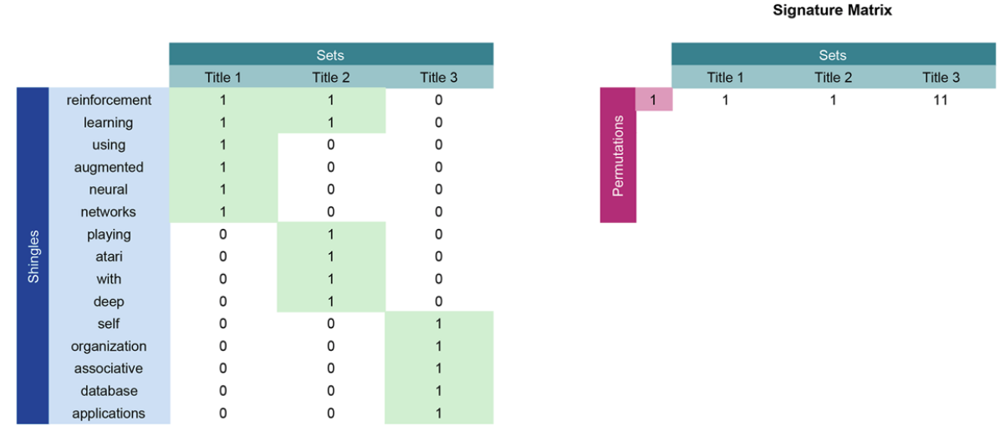 Signature Matrix
Sets
Sets
Title 1 Title 2 Title 3
Title 1 Title 2 Title 3
Shingles
reinforcement 1 1 0
learning 1 1 0
using 1 0 0
augmented 1 0 0
neural 1 0 0
networks 1 0 0
playing 0 1 0
atari 0 1 0
with 0 1 0
deep 0 1 0
self 0 0 1
organization 0 0 1
associative 0 0 1
database 0 0 1
applications 0 0 1
Permutations
1 1 1 11